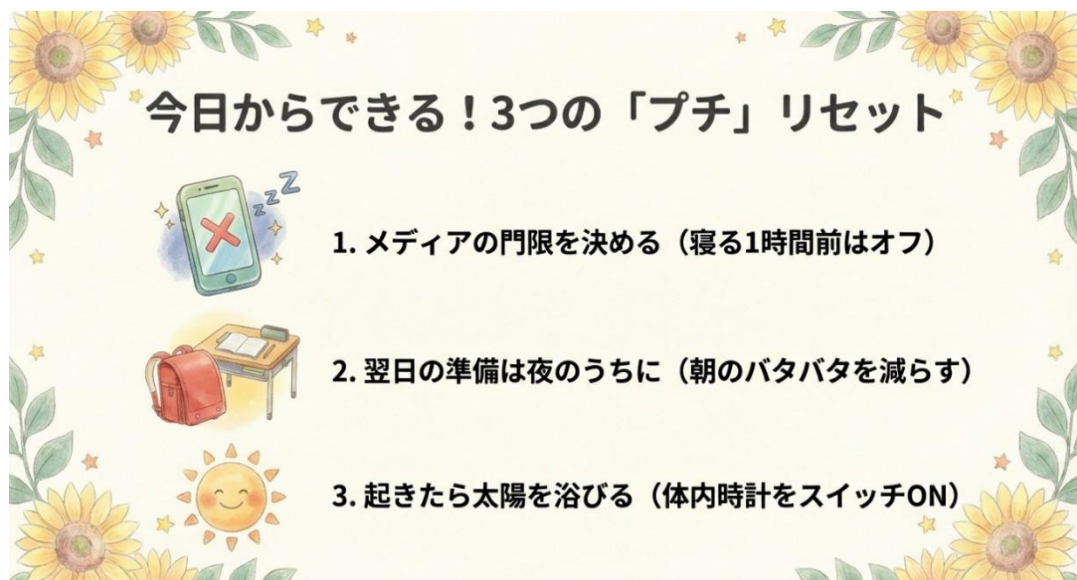 今日からできる！3つの「プチ」リセット
zzZ
1. メディアの門限を決める（寝る1時間前はオフ）
2. 翌日の準備は夜のうちに（朝のバタバタを減らす）
3. 起きたら太陽を浴びる（体内時計をスイッチON）